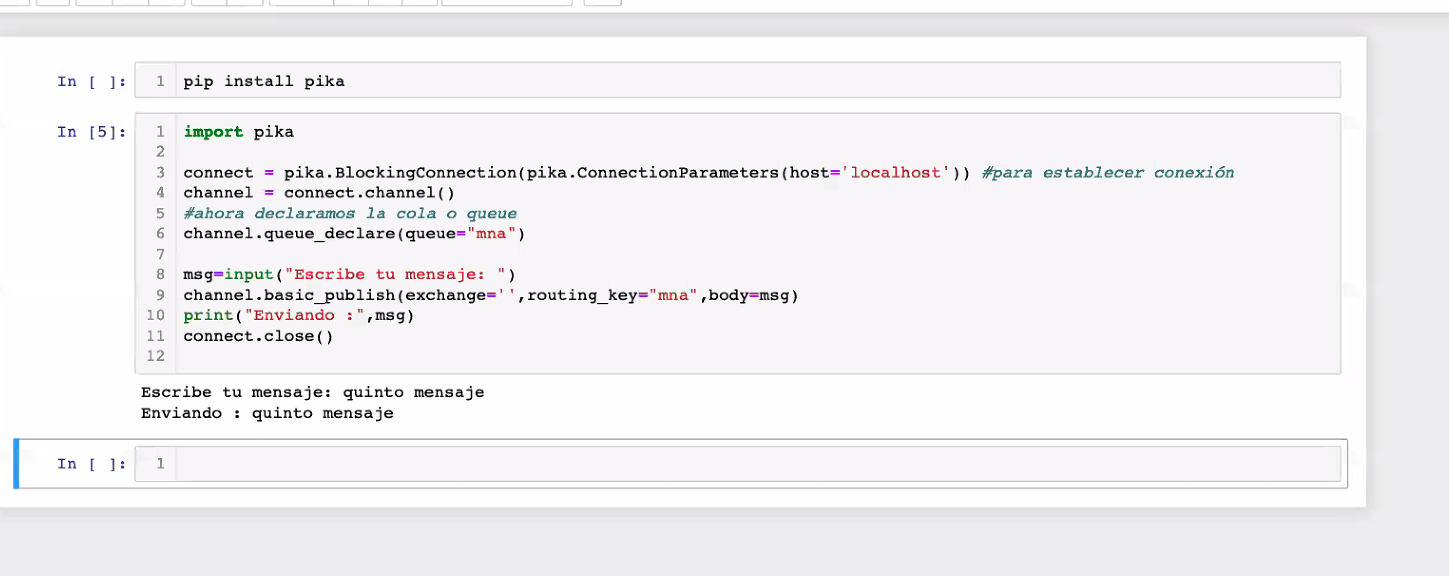 In [ ]: 1 pip install pika
In [5]: 1 import pika
2
3 connect = pika.BlockingConnection(pika.ConnectionParameters(host='localhost')) #para establecer conexión
4 channel = connect.channel()
5 #ahora declaramos la cola o queue
6 channel.queue_declare(queue="mna")
7
8 msg=input("Escribe tu mensaje: ")
9 channel.basic_publish(exchange='',routing_key="mna",body=msg)
10 print("Enviando :",msg)
11 connect.close()
12
Escribe tu mensaje: quinto mensaje
Enviando : quinto mensaje
In [ ]: 1